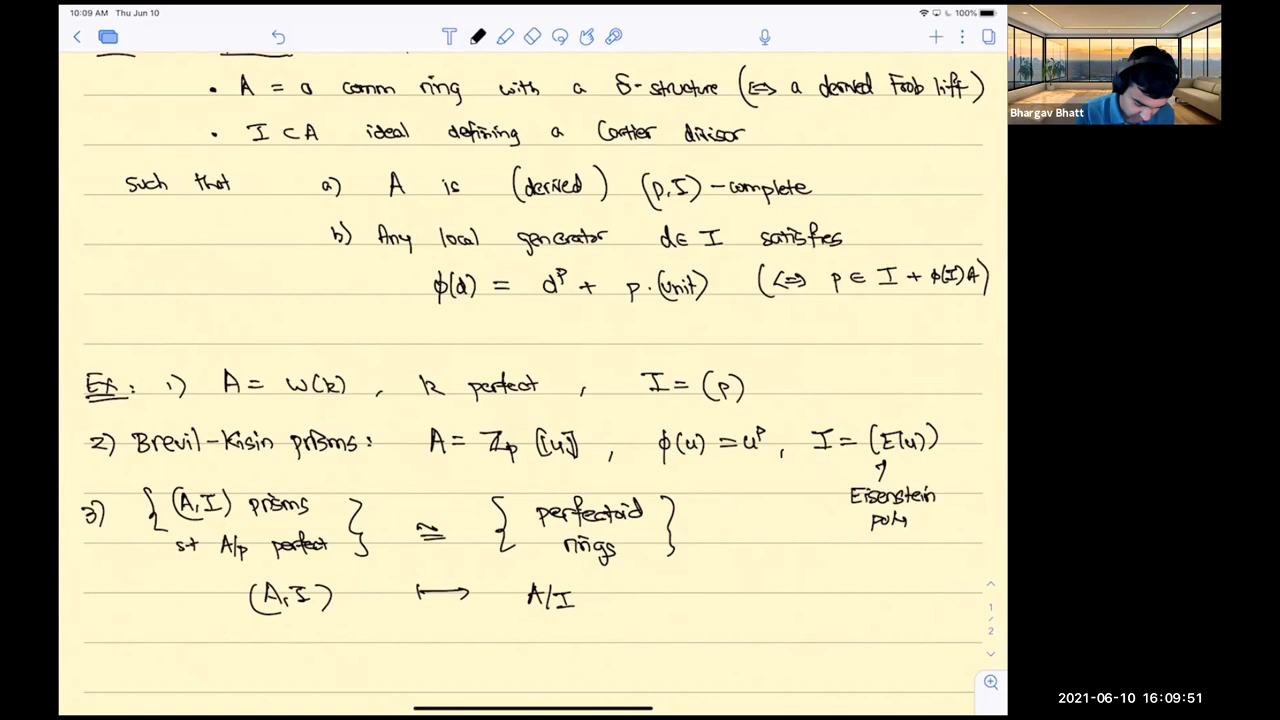 10:09 AM Thu Jun 10
100%
• A = a comm ring with a δ-structure (⇔ a derived Frob lift)
• I ⊂ A ideal defining a Cartier divisor
such that a) A is (derived) (p,I)-complete
b) Any local generator d ∈ I satisfies
φ(d) = d^p + p·(unit) (⇔ p ∈ I + φ(I)A)
Ex: 1) A = W(k), k perfect, I = (p)
2) Breuil-Kisin prisms: A = Z_p[[u]], φ(u) = u^p, I = (E(u))
↑
Eisenstein
poly
3) { (A,I) prisms s.t A/p perfect } ≅ { perfectoid rings }
(A,I) ⟼ A/I
1
/
2
Bhargav Bhatt
2021-06-10 16:09:51